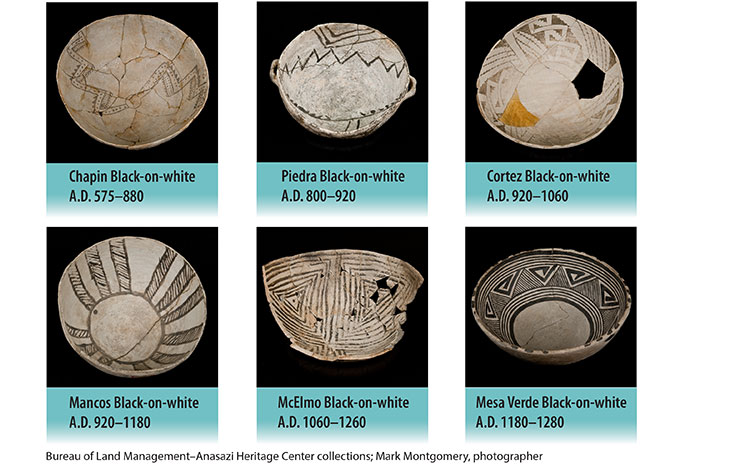 Chapin Black-on-white
A.D. 575–880
Piedra Black-on-white
A.D. 800–920
Cortez Black-on-white
A.D. 920–1060
Mancos Black-on-white
A.D. 920–1180
McElmo Black-on-white
A.D. 1060–1260
Mesa Verde Black-on-white
A.D. 1180–1280
Bureau of Land Management–Anasazi Heritage Center collections; Mark Montgomery, photographer